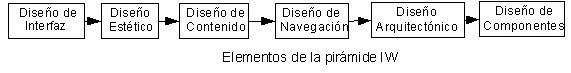 Diseño de
Interfaz
Diseño
Estético
Diseño de
Contenido
Diseño de
Navegación
Diseño
Arquitectónico
Diseño de
Componentes
Elementos de la pirámide IW